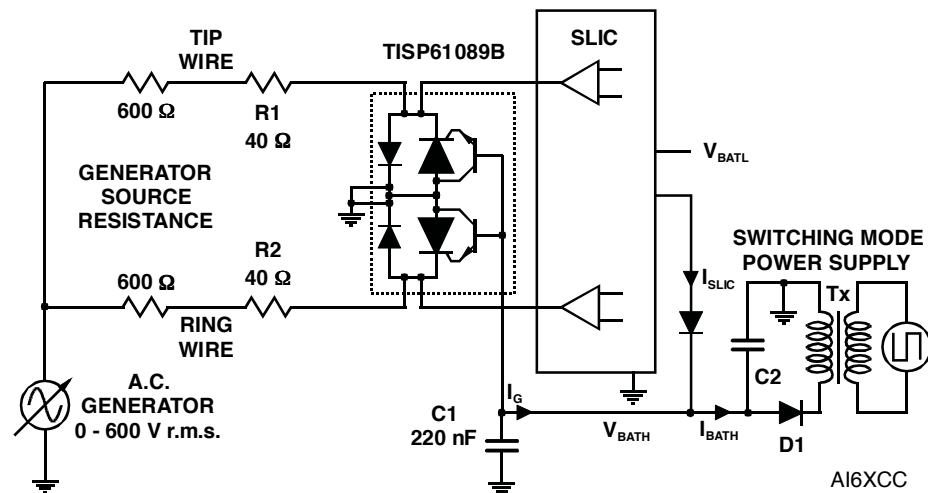 TIP
WIRE
TISP61089B
SLIC
600 Ω
R1
40 Ω
GENERATOR
SOURCE
RESISTANCE
V_BATL
R2
40 Ω
600 Ω
RING
WIRE
SWITCHING MODE
POWER SUPPLY
I_SLIC
Tx
C2
A.C.
GENERATOR
0 - 600 V r.m.s.
I_G
C1
220 nF
V_BATH
I_BATH
D1
AI6XCC